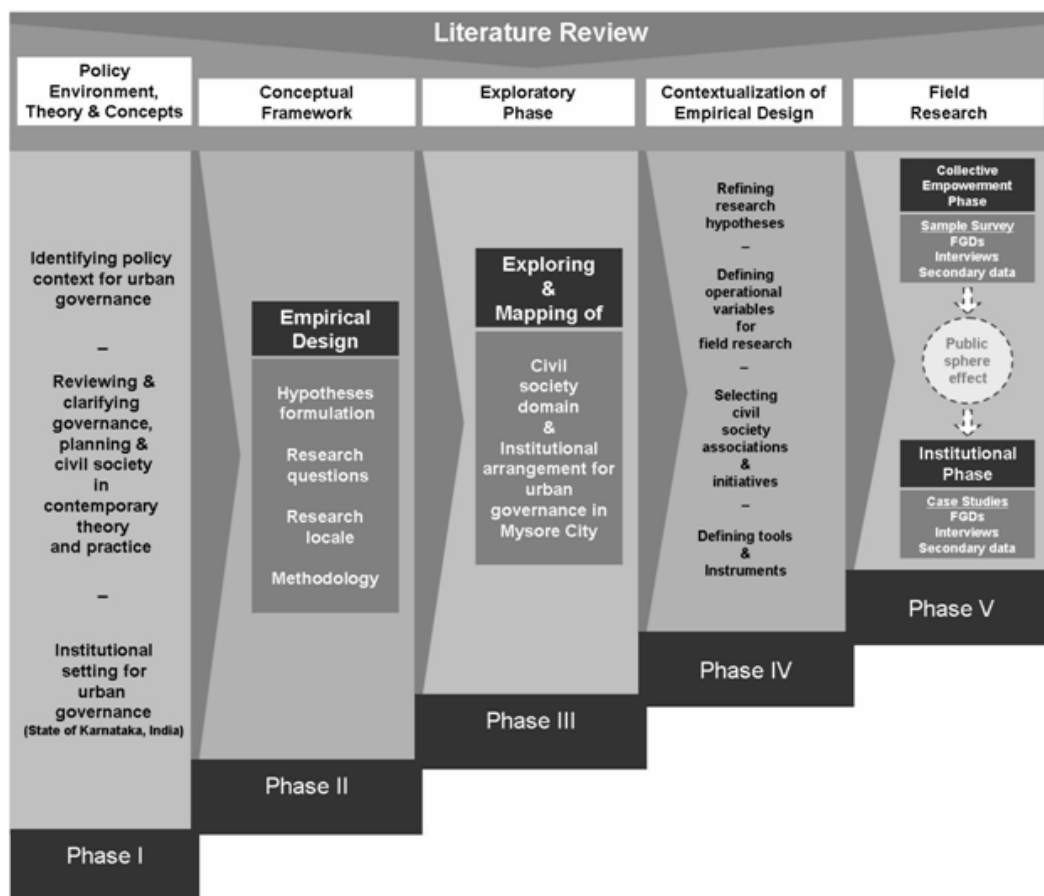 Literature Review
Policy
Environment,
Theory & Concepts
Conceptual
Framework
Exploratory
Phase
Contextualization of
Empirical Design
Field
Research
Identifying policy
context for urban
governance
–
Reviewing &
clarifying
governance,
planning &
civil society
in
contemporary
theory
and practice
–
Institutional
setting for
urban
governance
(State of Karnataka, India)
Phase I
Empirical
Design
Hypotheses
formulation
Research
questions
Research
locale
Methodology
Phase II
Exploring
&
Mapping of
Civil
society
domain
&
Institutional
arrangement for
urban
governance in
Mysore City
Phase III
Refining
research
hypotheses
–
Defining
operational
variables
for
field research
–
Selecting
civil
society
associations
&
initiatives
–
Defining tools
&
Instruments
Phase IV
Collective
Empowerment
Phase
Sample Survey
FGDs
Interviews
Secondary data
Public
sphere
effect
Institutional
Phase
Case Studies
FGDs
Interviews
Secondary data
Phase V